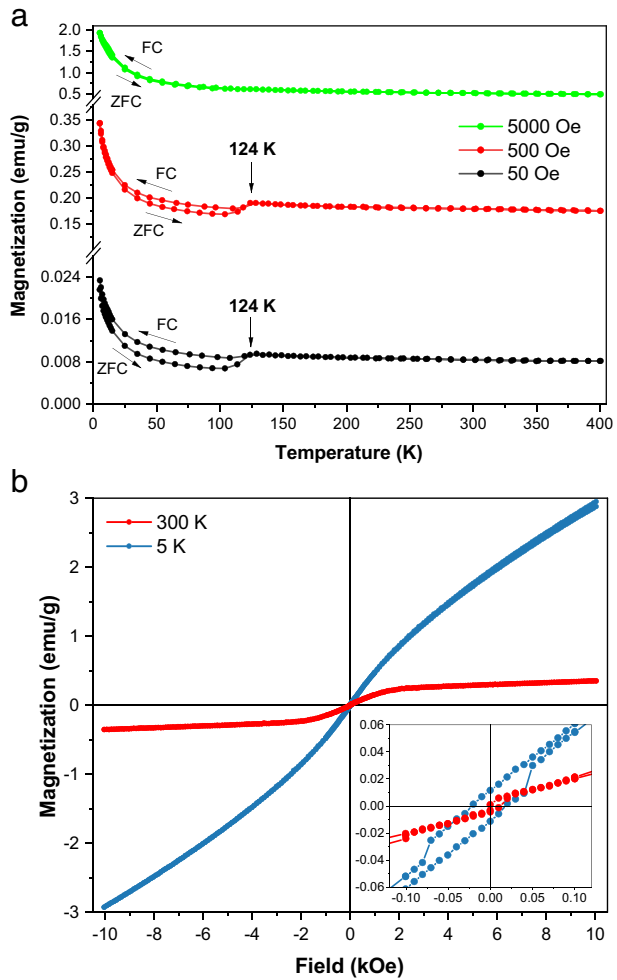 a
2.0
1.5
1.0
0.5
FC
ZFC
5000 Oe
500 Oe
50 Oe
0.35
0.30
0.25
0.20
0.15
124 K
FC
ZFC
0.024
0.016
0.008
0.000
124 K
FC
ZFC
Magnetization (emu/g)
0 50 100 150 200 250 300 350 400
Temperature (K)
b
300 K
5 K
3
2
1
0
-1
-2
-3
Magnetization (emu/g)
0.06
0.04
0.02
0.00
-0.02
-0.04
-0.06
-0.10 -0.05 0.00 0.05 0.10
-10 -8 -6 -4 -2 0 2 4 6 8 10
Field (kOe)